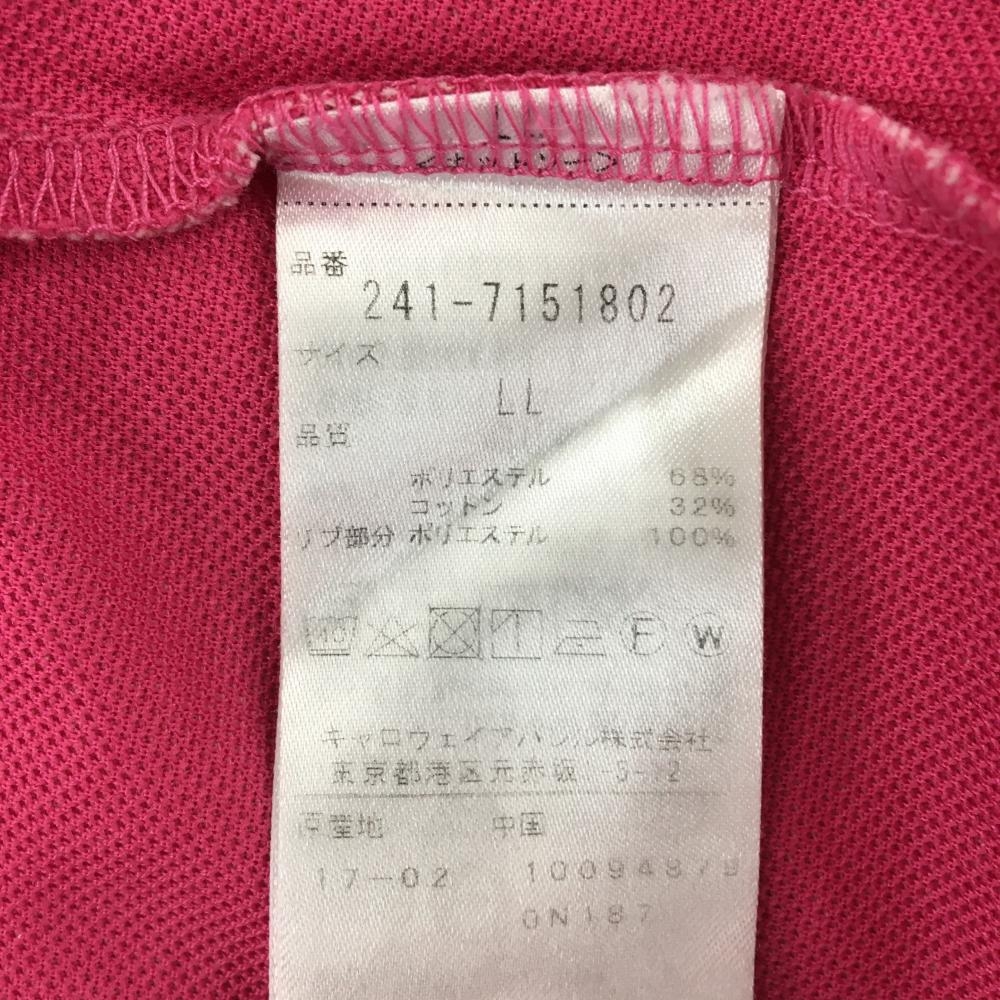 品番
241-7151802
サイズ
LL
品質
ポリエステル 68%
コットン 32%
リブ部分 ポリエステル 100%
40 F W
キャロウェイアパレル株式会社
東京都港区元赤坂
原産地 中国
17-02 10094879
0N187